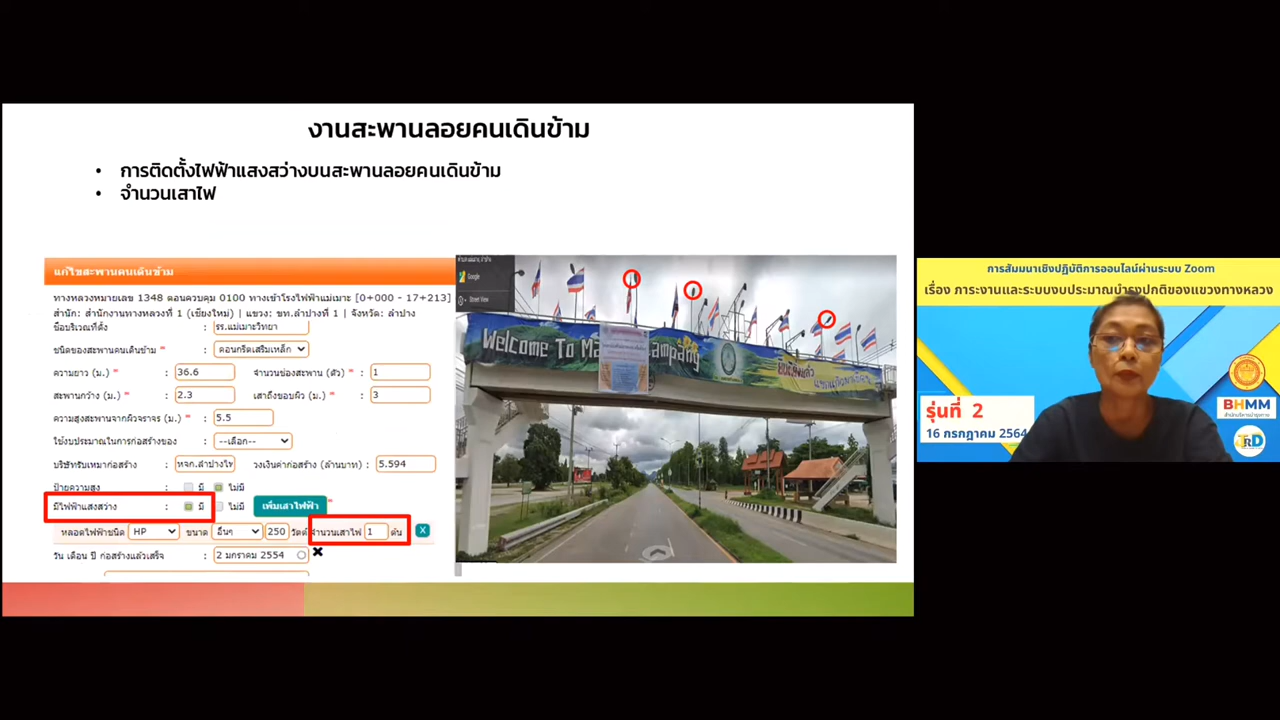 งานสะพานลอยคนเดินข้าม
• การติดตั้งไฟฟ้าแสงสว่างบนสะพานลอยคนเดินข้าม
• จำนวนเสาไฟ
แก้ไขสะพานคนเดินข้าม
ทางหลวงหมายเลข 1348 ตอนควบคุม 0100 ทางเข้าโรงไฟฟ้าแม่เมาะ [0+000 - 17+213]
สำนัก: สำนักงานทางหลวงที่ 1 (เชียงใหม่) | แขวง: ขท.ลำปางที่ 1 | จังหวัด: ลำปาง
ชื่อบริเวณที่ตั้ง : รร.แม่เมาะวิทยา
ชนิดของสะพานคนเดินข้าม * : คอนกรีตเสริมเหล็ก
ความยาว (ม.) * : 36.6 จำนวนช่องสะพาน (ตัว) * : 1
สะพานกว้าง (ม.) * : 2.3 เสาถึงขอบผิว (ม.) * : 3
ความสูงสะพานจากผิวจราจร (ม.) * : 5.5
ใช้งบประมาณในการก่อสร้างของ : --เลือก--
บริษัทรับเหมาก่อสร้าง : หจก.ลำปางไท วงเงินค่าก่อสร้าง (ล้านบาท) : 5.594
ป้ายความสูง : มี ไม่มี
มีไฟฟ้าแสงสว่าง : มี ไม่มี เพิ่มเสาไฟฟ้า *
หลอดไฟฟ้าชนิด HP ขนาด อื่นๆ 250 วัตต์ จำนวนเสาไฟ 1 ต้น X
วัน เดือน ปี ก่อสร้างแล้วเสร็จ : 2 มกราคม 2554
Google
Street View
Welcome To Ma Lampang
การสัมมนาเชิงปฏิบัติการออนไลน์ผ่านระบบ Zoom
เรื่อง ภาระงานและระบบงบประมาณบำรุงปกติของแขวงทางหลวง
รุ่นที่ 2
16 กรกฎาคม 2564
BHMM
สำนักบริหารบำรุงทาง